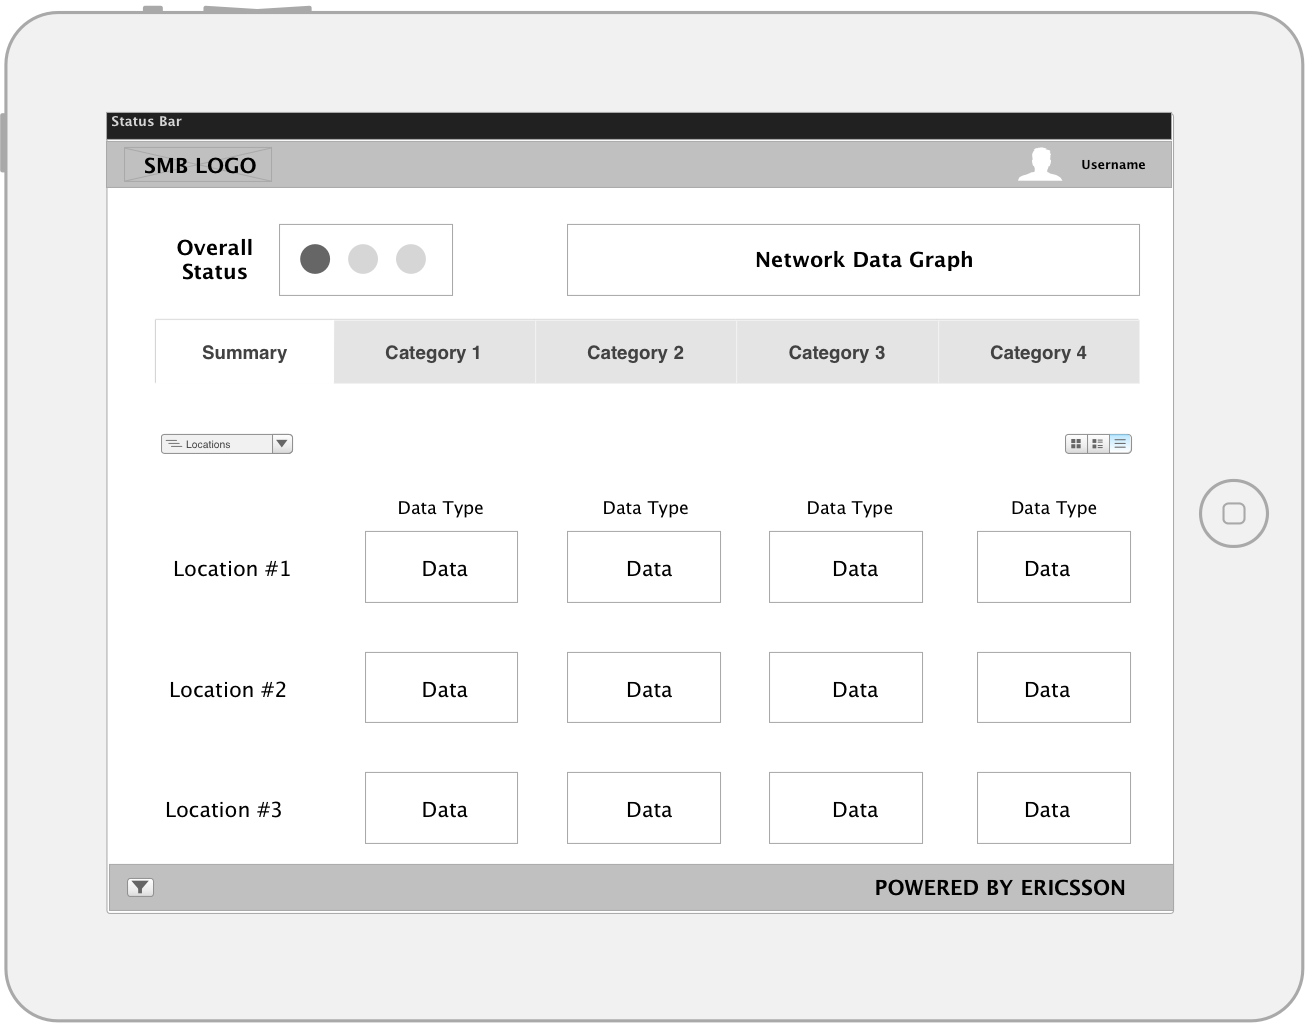 Status Bar
SMB LOGO
Username
Overall
Status
Network Data Graph
Summary
Category 1
Category 2
Category 3
Category 4
Locations
Data Type
Data Type
Data Type
Data Type
Location #1
Data
Data
Data
Data
Location #2
Data
Data
Data
Data
Location #3
Data
Data
Data
Data
POWERED BY ERICSSON